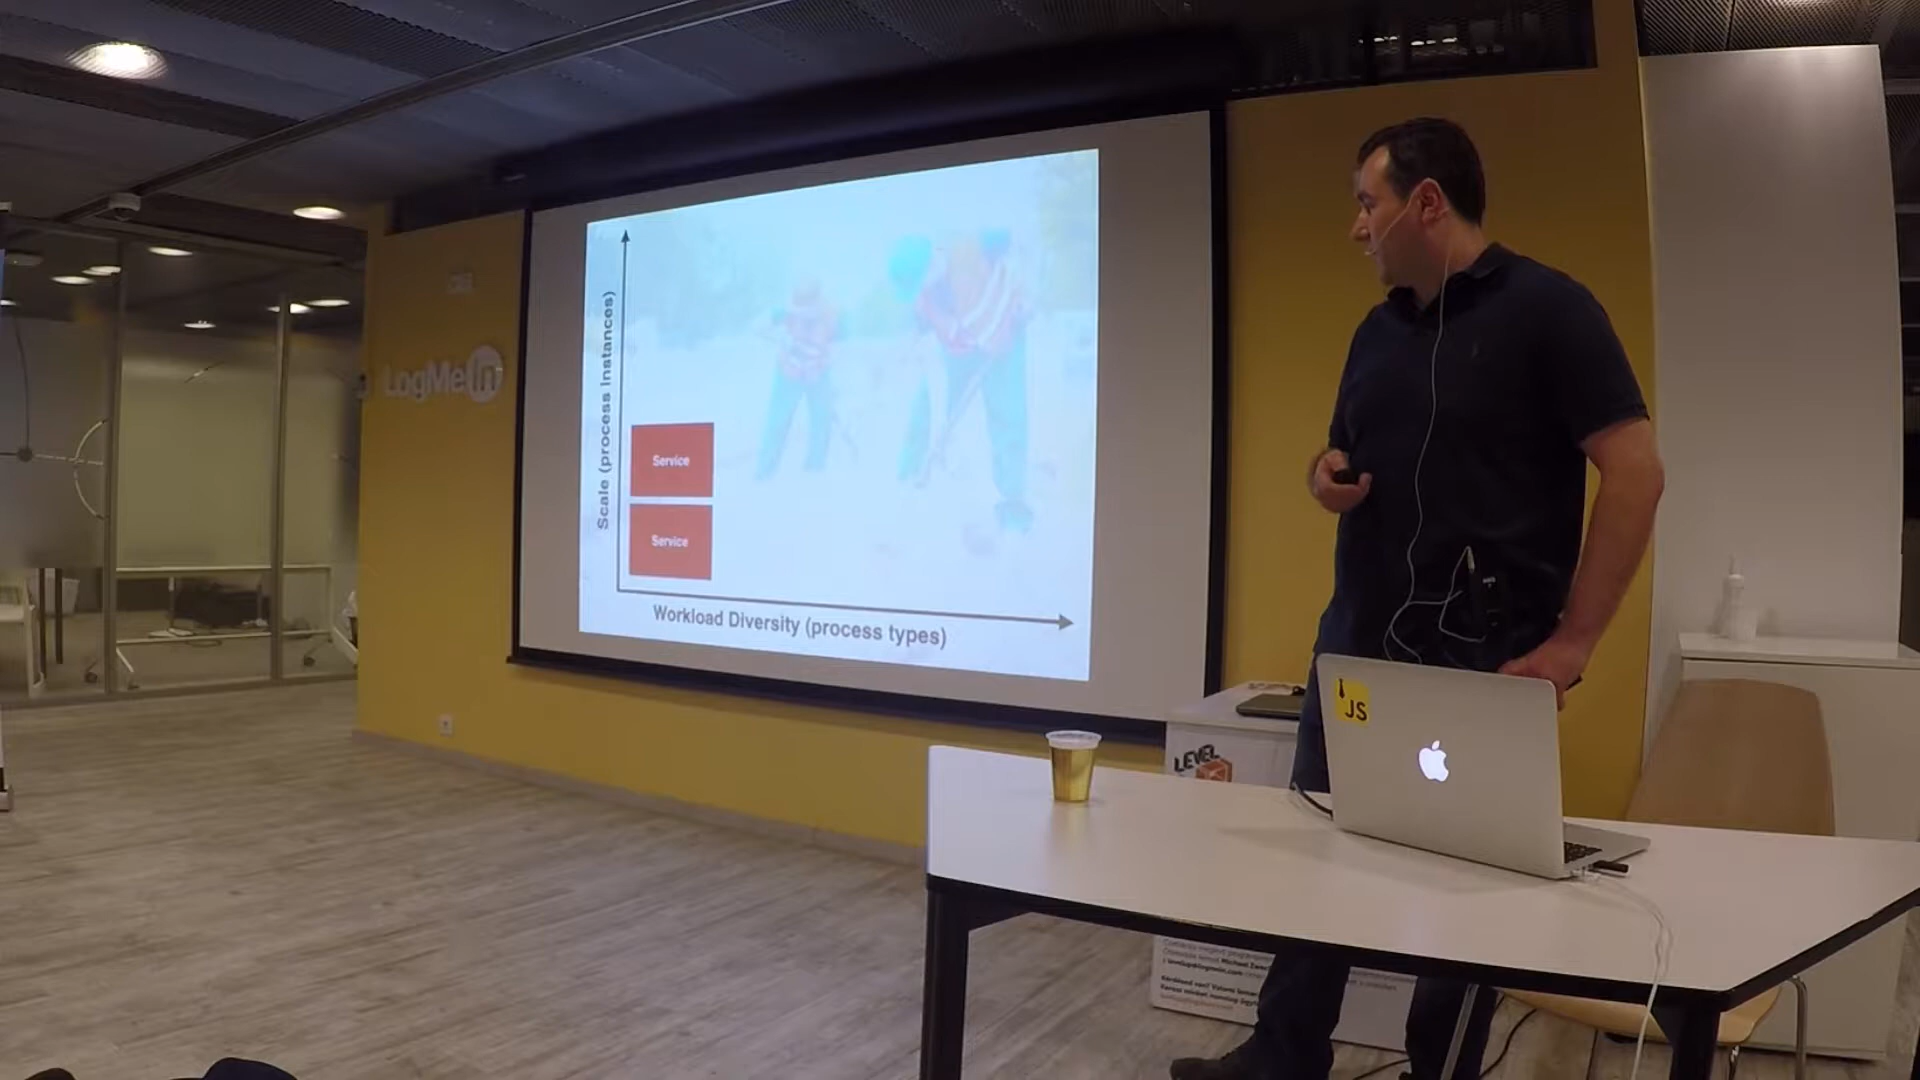 LogMeIn
Scale (process instances)
Service
Service
Workload Diversity (process types)
JS
LEVEL